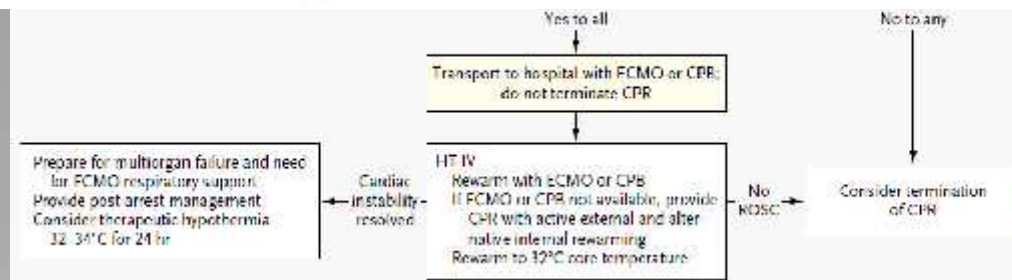 Yes to all
No to any
Transport to hospital with ECMO or CPB;
do not terminate CPR
Prepare for multiorgan failure and need
for ECMO respiratory support
Provide post arrest management
Consider therapeutic hypothermia
32–34°C for 24 hr
Cardiac
instability
resolved
HT IV
Rewarm with ECMO or CPB
If ECMO or CPB not available, provide
CPR with active external and alter
native internal rewarming
Rewarm to 32°C core temperature
No
ROSC
Consider termination
of CPR